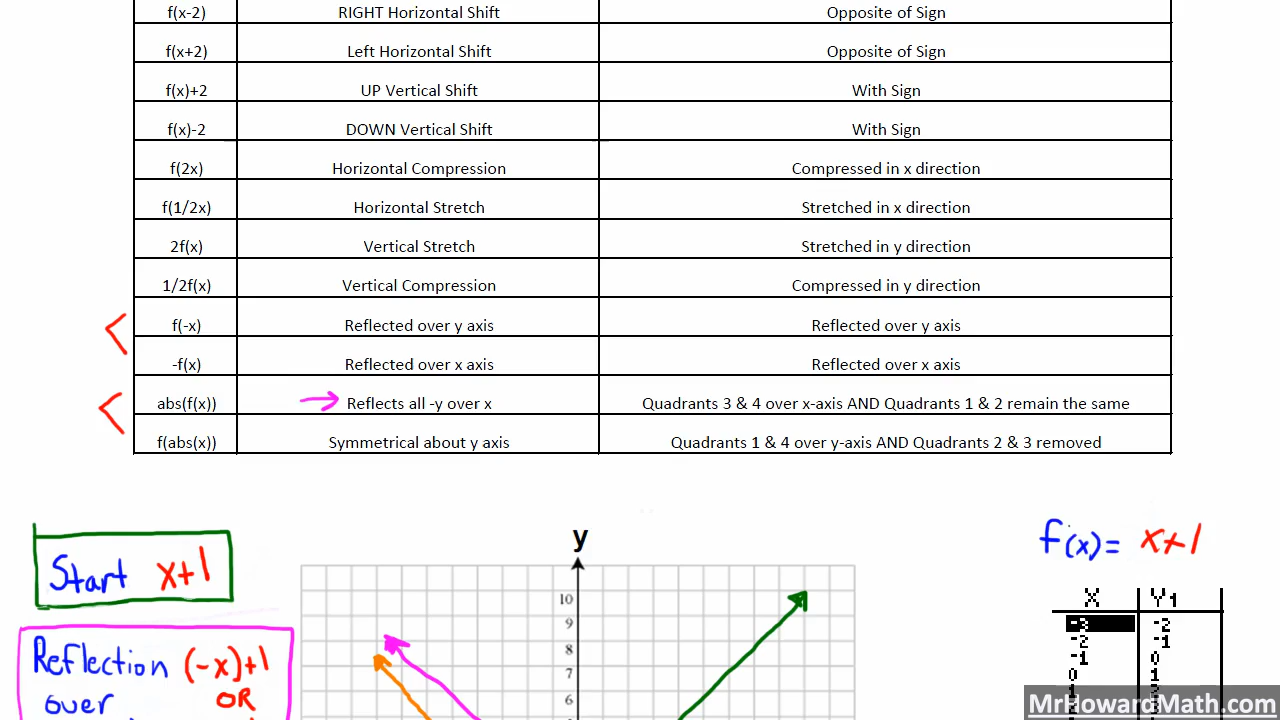 f(x-2) RIGHT Horizontal Shift Opposite of Sign
f(x+2) Left Horizontal Shift Opposite of Sign
f(x)+2 UP Vertical Shift With Sign
f(x)-2 DOWN Vertical Shift With Sign
f(2x) Horizontal Compression Compressed in x direction
f(1/2x) Horizontal Stretch Stretched in x direction
2f(x) Vertical Stretch Stretched in y direction
1/2f(x) Vertical Compression Compressed in y direction
f(-x) Reflected over y axis Reflected over y axis
-f(x) Reflected over x axis Reflected over x axis
abs(f(x)) Reflects all -y over x Quadrants 3 & 4 over x-axis AND Quadrants 1 & 2 remain the same
f(abs(x)) Symmetrical about y axis Quadrants 1 & 4 over y-axis AND Quadrants 2 & 3 removed
Start x+1
Reflection (-x)+1
over OR
y
10
9
8
7
6
f(x)= x+1
X Y1
-3 -2
-2 -1
-1 0
0 1
MrHowardMath.com